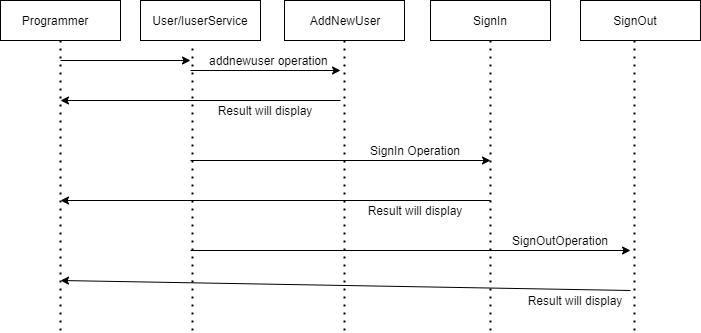 Programmer
User/IuserService
AddNewUser
SignIn
SignOut
addnewuser operation
Result will display
SignIn Operation
Result will display
SignOutOperation
Result will display